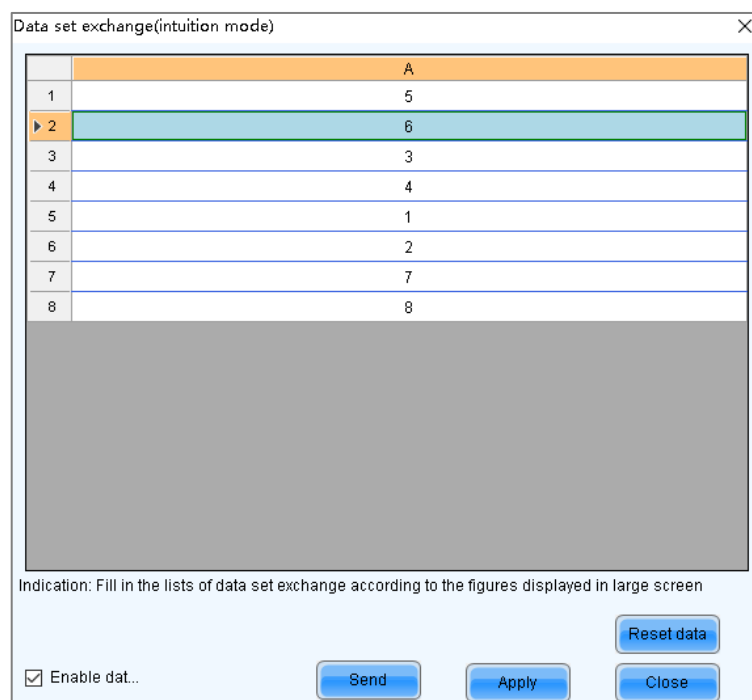 Data set exchange(intuition mode)
A
1 5
2 6
3 3
4 4
5 1
6 2
7 7
8 8
Indication: Fill in the lists of data set exchange according to the figures displayed in large screen
Reset data
Enable dat... Send Apply Close